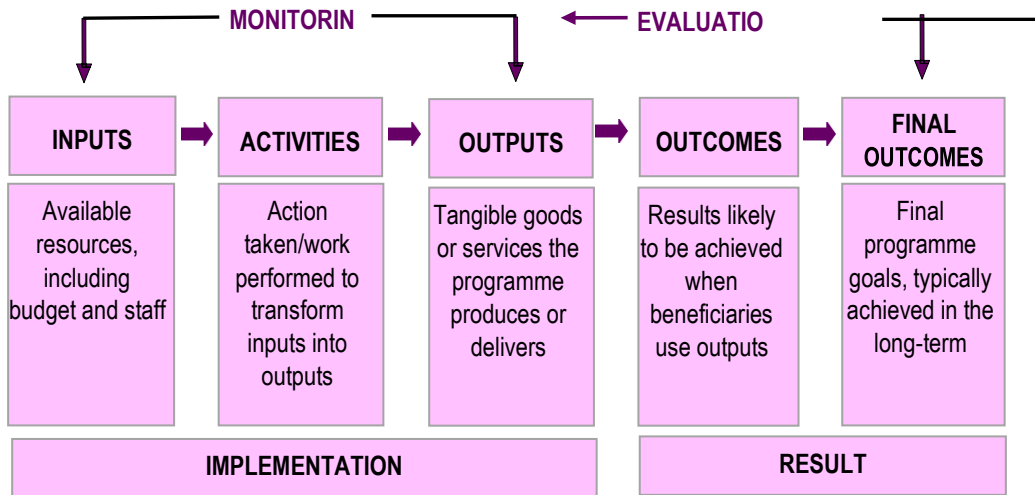 MONITORIN
EVALUATIO
INPUTS
ACTIVITIES
OUTPUTS
OUTCOMES
FINAL
OUTCOMES
Available
resources,
including
budget and staff
Action
taken/work
performed to
transform
inputs into
outputs
Tangible goods
or services the
programme
produces or
delivers
Results likely
to be achieved
when
beneficiaries
use outputs
Final
programme
goals, typically
achieved in the
long-term
IMPLEMENTATION
RESULT